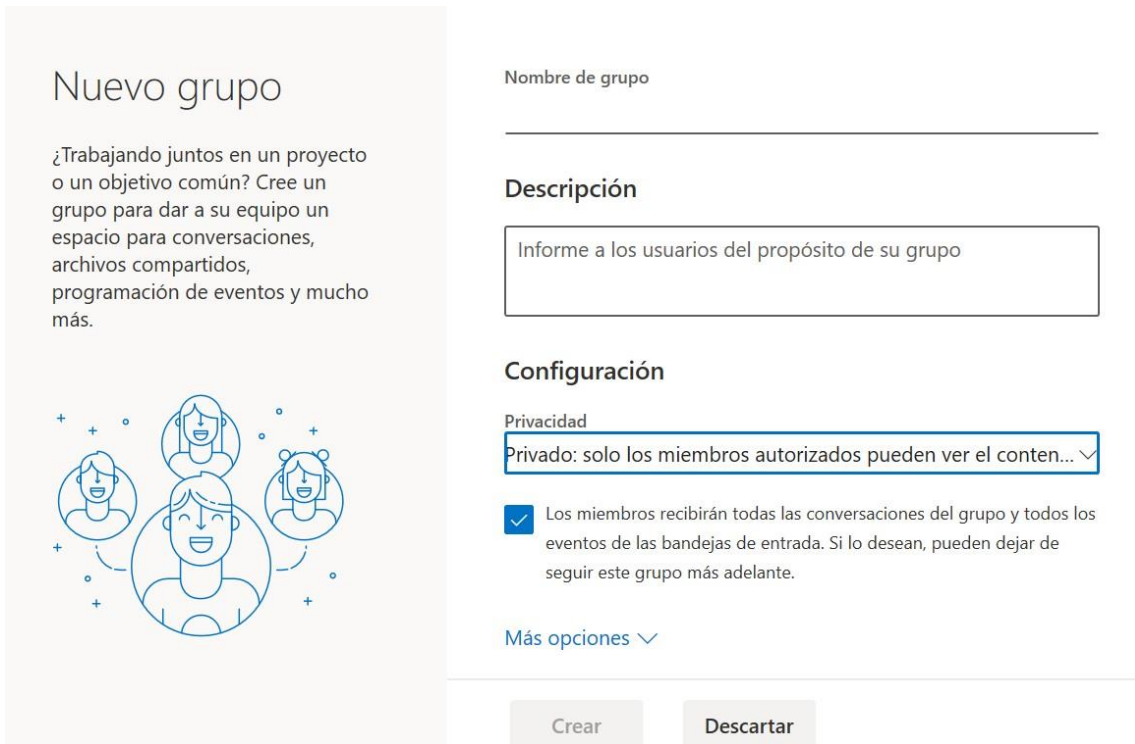 Nuevo grupo
¿Trabajando juntos en un proyecto
o un objetivo común? Cree un
grupo para dar a su equipo un
espacio para conversaciones,
archivos compartidos,
programación de eventos y mucho
más.
Nombre de grupo
Descripción
Informe a los usuarios del propósito de su grupo
Configuración
Privacidad
Privado: solo los miembros autorizados pueden ver el conten...
Los miembros recibirán todas las conversaciones del grupo y todos los
eventos de las bandejas de entrada. Si lo desean, pueden dejar de
seguir este grupo más adelante.
Más opciones
Crear
Descartar